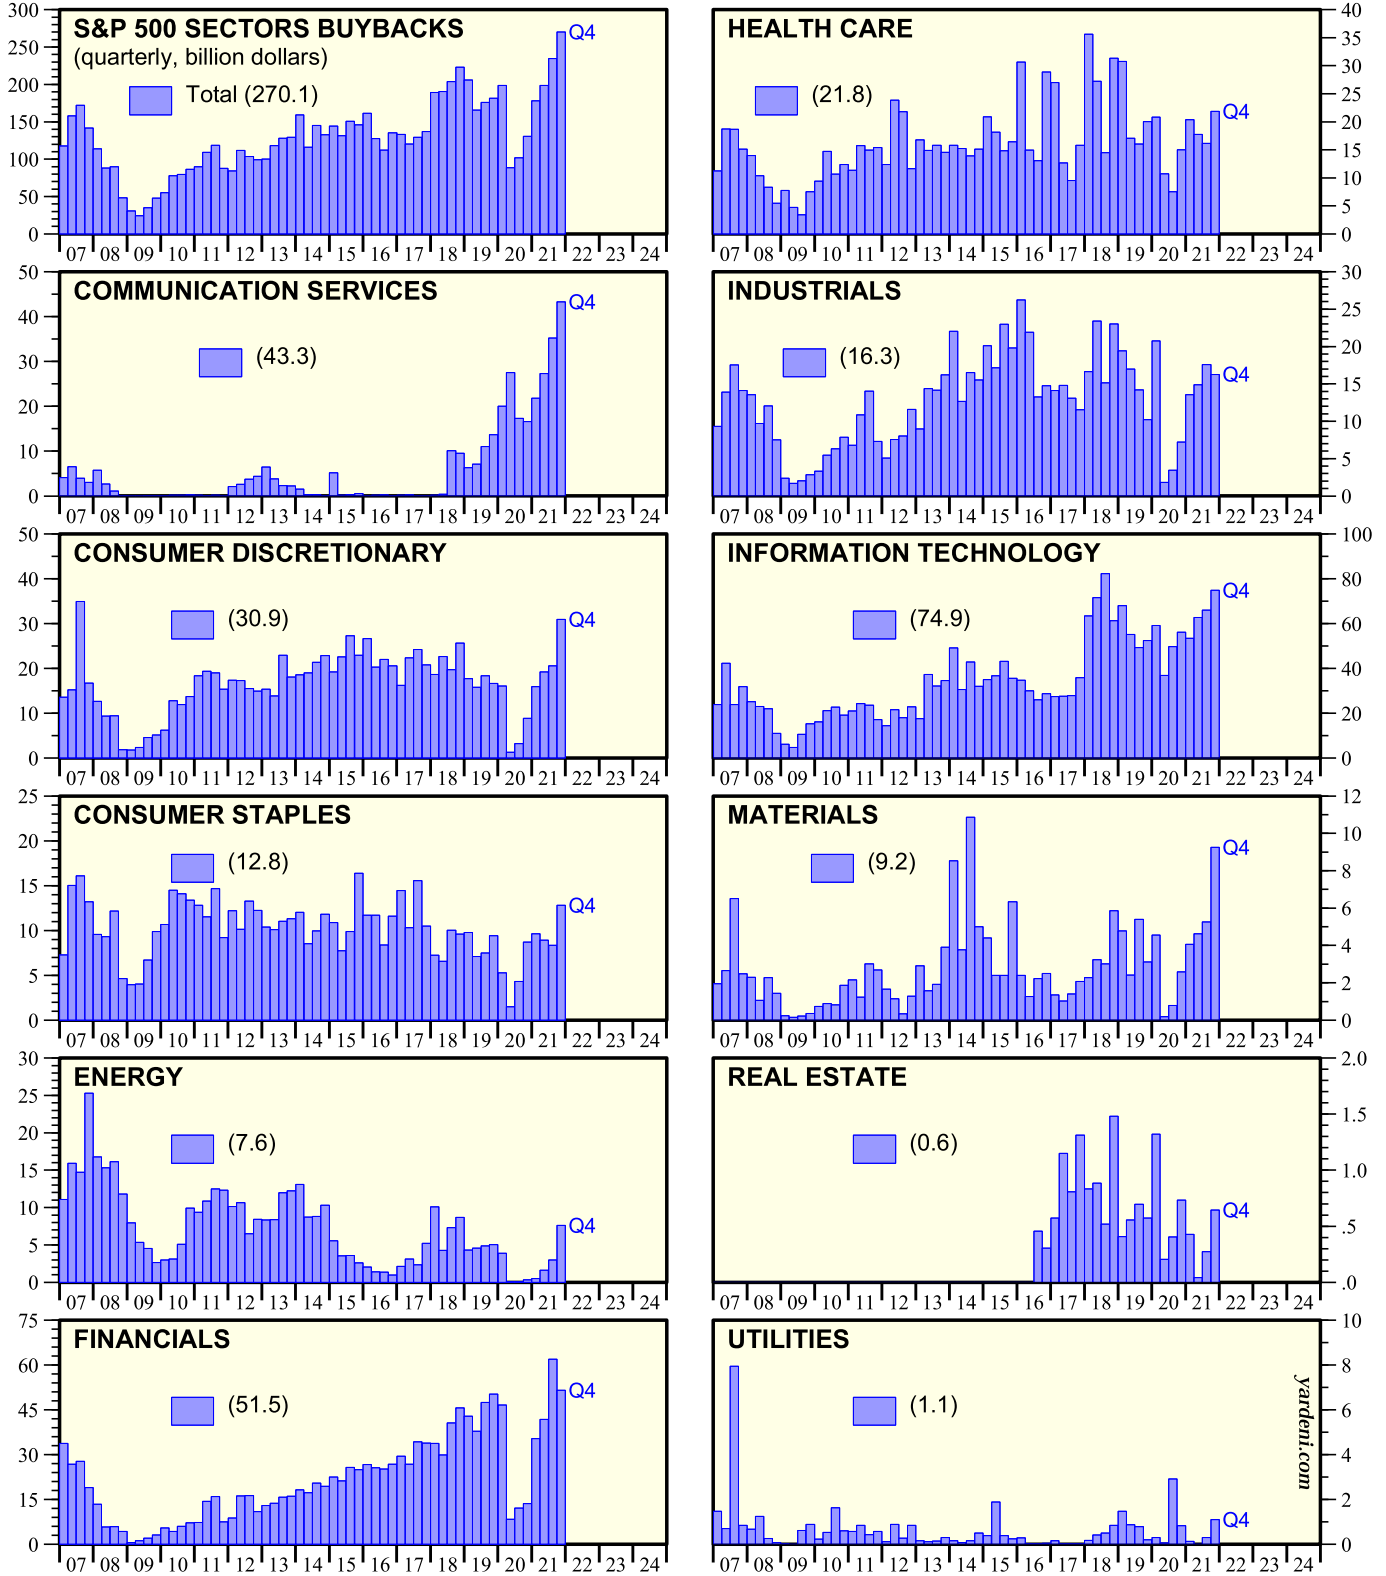 S&P 500 SECTORS BUYBACKS
(quarterly, billion dollars)
Total (270.1)
Q4
300
250
200
150
100
50
0
07 08 09 10 11 12 13 14 15 16 17 18 19 20 21 22 23 24
HEALTH CARE
(21.8)
Q4
40
35
30
25
20
15
10
5
0
07 08 09 10 11 12 13 14 15 16 17 18 19 20 21 22 23 24
COMMUNICATION SERVICES
(43.3)
Q4
50
40
30
20
10
0
07 08 09 10 11 12 13 14 15 16 17 18 19 20 21 22 23 24
INDUSTRIALS
(16.3)
Q4
30
25
20
15
10
5
0
07 08 09 10 11 12 13 14 15 16 17 18 19 20 21 22 23 24
CONSUMER DISCRETIONARY
(30.9)
Q4
50
40
30
20
10
0
07 08 09 10 11 12 13 14 15 16 17 18 19 20 21 22 23 24
INFORMATION TECHNOLOGY
(74.9)
Q4
100
80
60
40
20
0
07 08 09 10 11 12 13 14 15 16 17 18 19 20 21 22 23 24
CONSUMER STAPLES
(12.8)
Q4
25
20
15
10
5
0
07 08 09 10 11 12 13 14 15 16 17 18 19 20 21 22 23 24
MATERIALS
(9.2)
Q4
12
10
8
6
4
2
0
07 08 09 10 11 12 13 14 15 16 17 18 19 20 21 22 23 24
ENERGY
(7.6)
Q4
30
25
20
15
10
5
0
07 08 09 10 11 12 13 14 15 16 17 18 19 20 21 22 23 24
REAL ESTATE
(0.6)
Q4
2.0
1.5
1.0
.5
.0
07 08 09 10 11 12 13 14 15 16 17 18 19 20 21 22 23 24
FINANCIALS
(51.5)
Q4
75
60
45
30
15
0
07 08 09 10 11 12 13 14 15 16 17 18 19 20 21 22 23 24
UTILITIES
(1.1)
Q4
10
8
6
4
2
0
07 08 09 10 11 12 13 14 15 16 17 18 19 20 21 22 23 24
yardeni.com